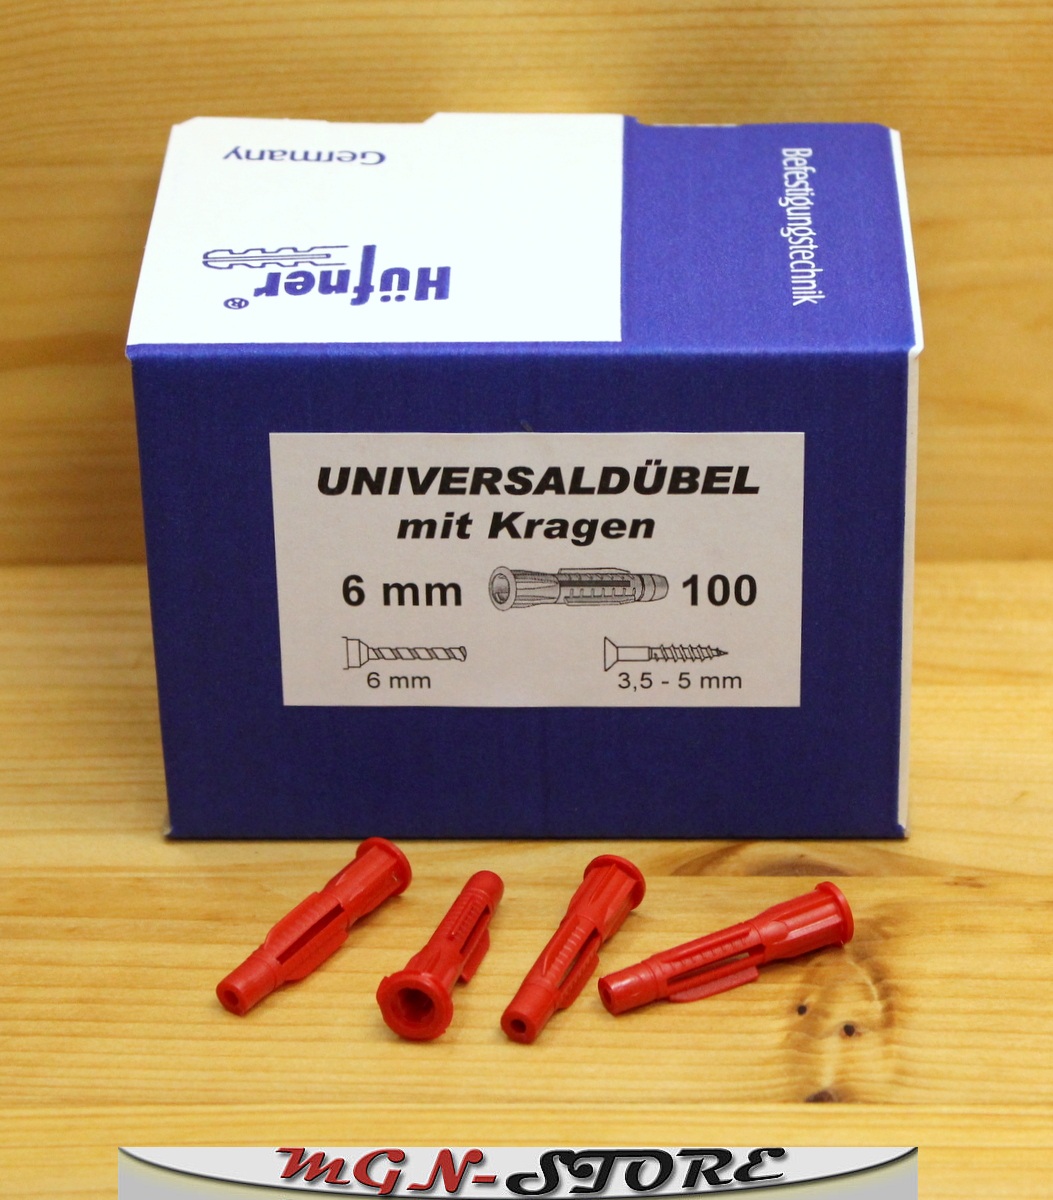 Germany
Hüfner®
Befestigungstechnik
UNIVERSALDÜBEL
mit Kragen
6 mm 100
6 mm 3,5 - 5 mm
MGN-STORE